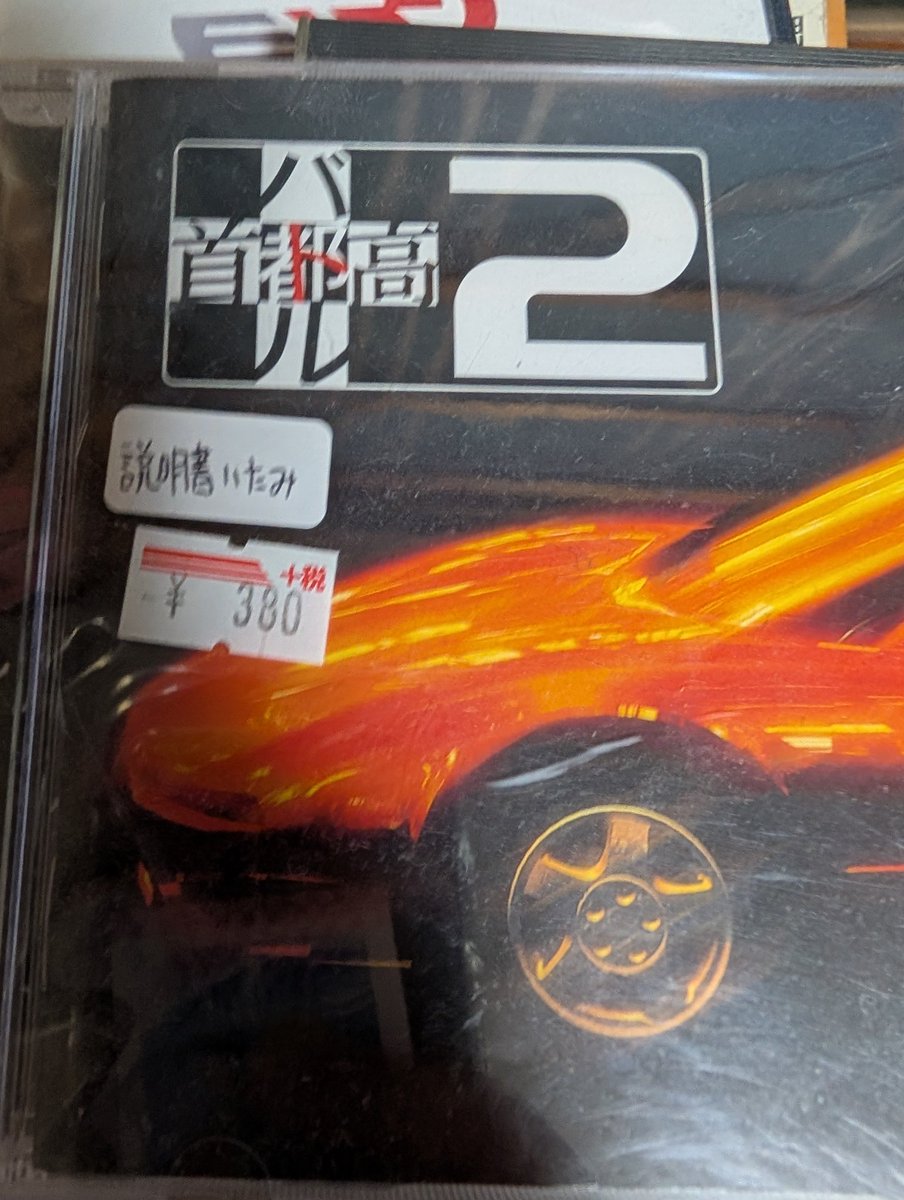 首都高バトル2
説明書いたみ
+税
¥ 380